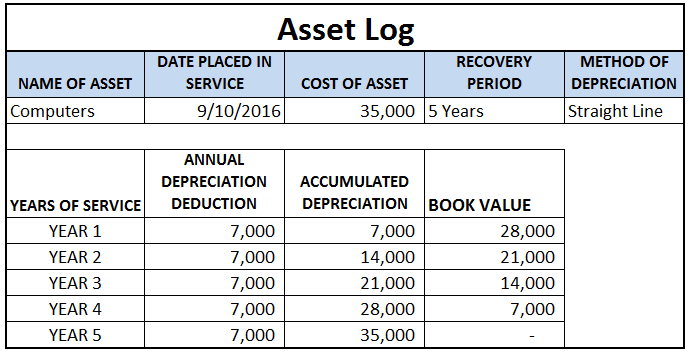 Asset Log
NAME OF ASSET DATE PLACED IN SERVICE COST OF ASSET RECOVERY PERIOD METHOD OF DEPRECIATION
Computers 9/10/2016 35,000 5 Years Straight Line
YEARS OF SERVICE ANNUAL DEPRECIATION DEDUCTION ACCUMULATED DEPRECIATION BOOK VALUE
YEAR 1 7,000 7,000 28,000
YEAR 2 7,000 14,000 21,000
YEAR 3 7,000 21,000 14,000
YEAR 4 7,000 28,000 7,000
YEAR 5 7,000 35,000 -